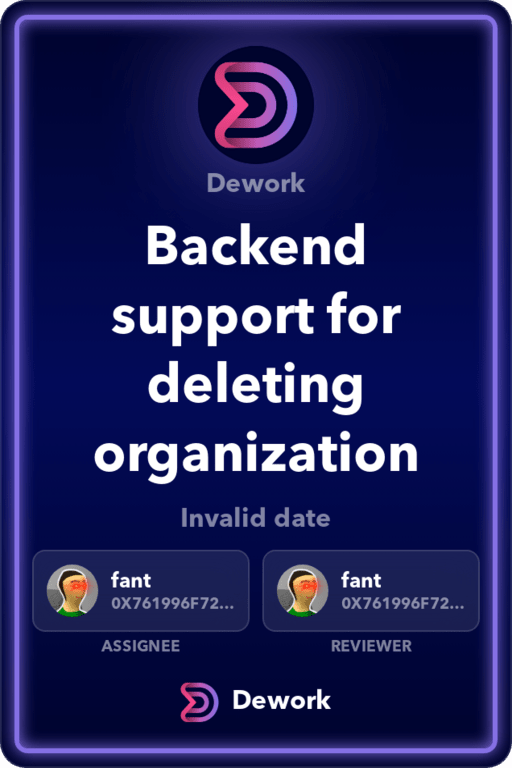 Dework
Backend
support for
deleting
organization
Invalid date
fant
0X761996F72...
fant
0X761996F72...
ASSIGNEE
REVIEWER
Dework